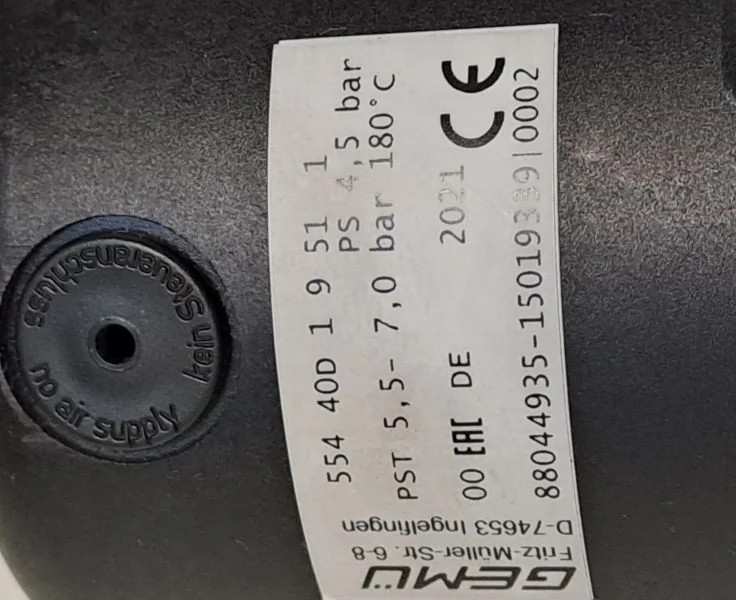 GEMÜ
Fritz-Müller-Str. 6-8
D-74653 Ingelfingen
554 40D 1 9 51 1
PS 4,5 bar
PST 5,5- 7,0 bar 180°C
00 EAC DE 2021 CE
88044935-15019339|0002
kein Steueranschluss
no air supply